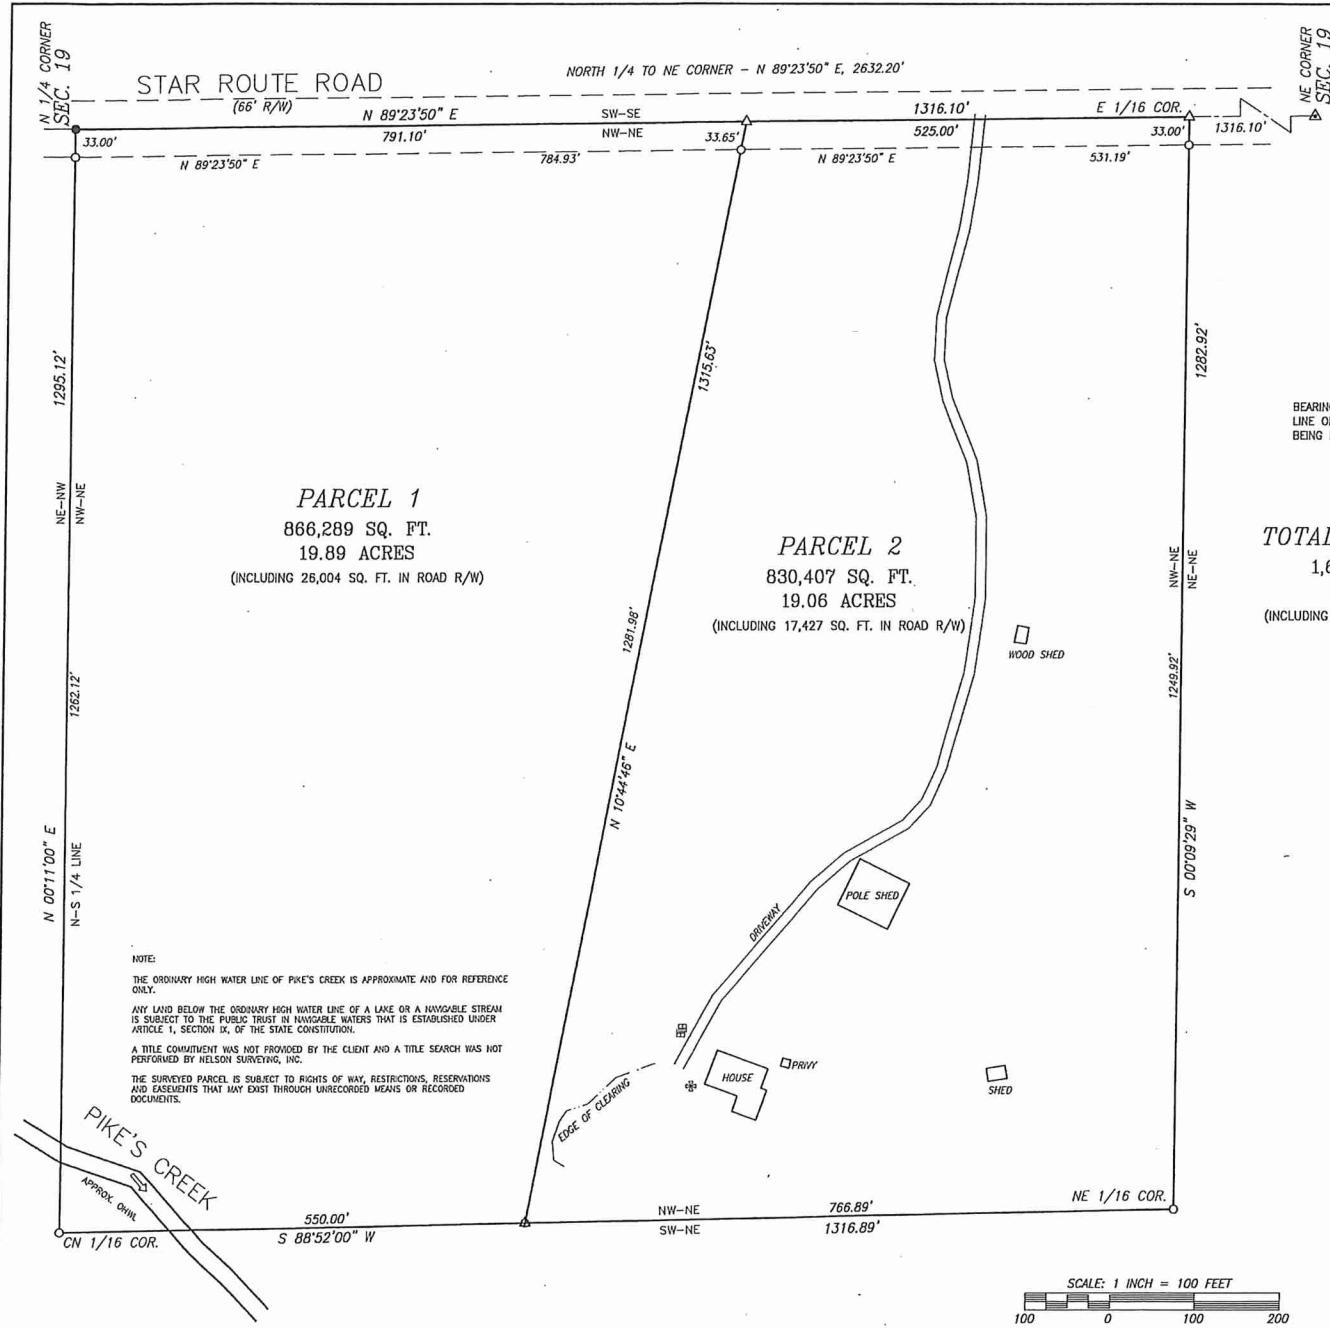 N 1/4 CORNER
SEC. 19
STAR ROUTE ROAD
(66' R/W)
NORTH 1/4 TO NE CORNER – N 89°23'50" E, 2632.20'
NE CORNER
SEC. 19
N 89°23'50" E
SW–SE
1316.10'
E 1/16 COR.
33.00'
791.10'
NW–NE
33.65'
525.00'
33.00'
1316.10'
N 89°23'50" E
784.93'
N 89°23'50" E
531.19'
1295.12'
1315.63'
1282.92'
BEARIN
LINE O
BEING
NE–NW
NW–NE
PARCEL 1
866,289 SQ. FT.
19.89 ACRES
(INCLUDING 26,004 SQ. FT. IN ROAD R/W)
PARCEL 2
830,407 SQ. FT.
19.06 ACRES
(INCLUDING 17,427 SQ. FT. IN ROAD R/W)
NW–NE
NE–NE
TOTAL
1,6
(INCLUDING
1281.98'
WOOD SHED
1262.12'
1249.92'
N 10°44'46" E
N 00°11'00" E
N–S 1/4 LINE
S 00°09'29" W
POLE SHED
DRIVEWAY
NOTE:
THE ORDINARY HIGH WATER LINE OF PIKE'S CREEK IS APPROXIMATE AND FOR REFERENCE
ONLY.
ANY LAND BELOW THE ORDINARY HIGH WATER LINE OF A LAKE OR A NAVIGABLE STREAM
IS SUBJECT TO THE PUBLIC TRUST IN NAVIGABLE WATERS THAT IS ESTABLISHED UNDER
ARTICLE 1, SECTION IX, OF THE STATE CONSTITUTION.
A TITLE COMMITMENT WAS NOT PROVIDED BY THE CLIENT AND A TITLE SEARCH WAS NOT
PERFORMED BY NELSON SURVEYING, INC.
THE SURVEYED PARCEL IS SUBJECT TO RIGHTS OF WAY, RESTRICTIONS, RESERVATIONS
AND EASEMENTS THAT MAY EXIST THROUGH UNRECORDED MEANS OR RECORDED
DOCUMENTS.
HOUSE
PRIVY
SHED
EDGE OF CLEARING
PIKE'S CREEK
APPROX. OHWL
CN 1/16 COR.
550.00'
S 88°52'00" W
NW–NE
SW–NE
766.89'
1316.89'
NE 1/16 COR.
SCALE: 1 INCH = 100 FEET
100 0 100 200